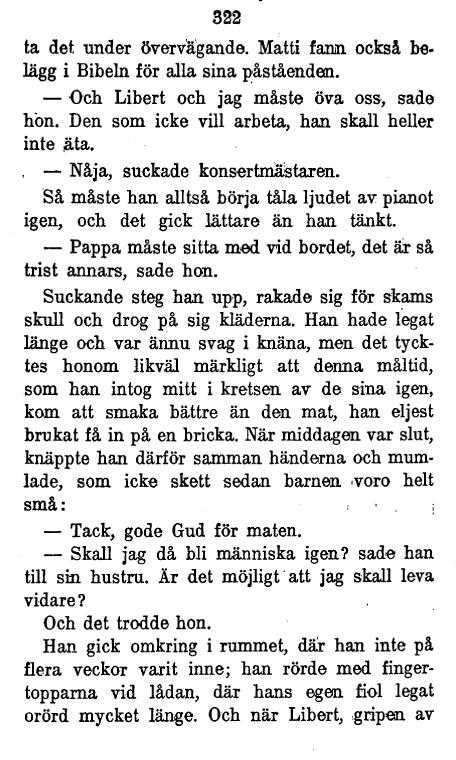 322
ta det under övervägande. Matti fann också be-
lägg i Bibeln för alla sina påståenden.
— Och Libert och jag måste öva oss, sade
hon. Den som icke vill arbeta, han skall heller
inte äta.
— Nåja, suckade konsertmästaren.
Så måste han alltså börja tåla ljudet av pianot
igen, och det gick lättare än han tänkt.
— Pappa måste sitta med vid bordet, det är så
trist annars, sade hon.
Suckande steg han upp, rakade sig för skams
skull och drog på sig kläderna. Han hade legat
länge och var ännu svag i knäna, men det tyck-
tes honom likväl märkligt att denna måltid,
som han intog mitt i kretsen av de sina igen,
kom att smaka bättre än den mat, han eljest
brukat få in på en bricka. När middagen var slut,
knäppte han därför samman händerna och mum-
lade, som icke skett sedan barnen voro helt
små:
— Tack, gode Gud för maten.
— Skall jag då bli människa igen? sade han
till sin hustru. Är det möjligt att jag skall leva
vidare?
Och det trodde hon.
Han gick omkring i rummet, där han inte på
flera veckor varit inne; han rörde med finger-
topparna vid lådan, där hans egen fiol legat
orörd mycket länge. Och när Libert, gripen av